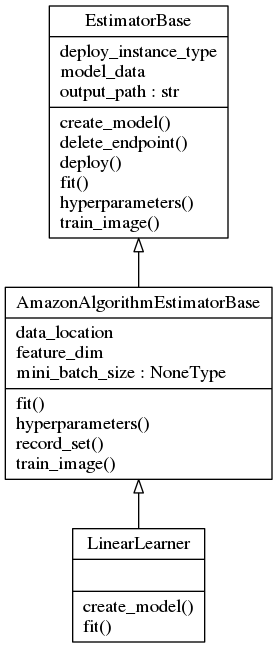 EstimatorBase
deploy_instance_type
model_data
output_path : str
create_model()
delete_endpoint()
deploy()
fit()
hyperparameters()
train_image()
AmazonAlgorithmEstimatorBase
data_location
feature_dim
mini_batch_size : NoneType
fit()
hyperparameters()
record_set()
train_image()
LinearLearner
create_model()
fit()